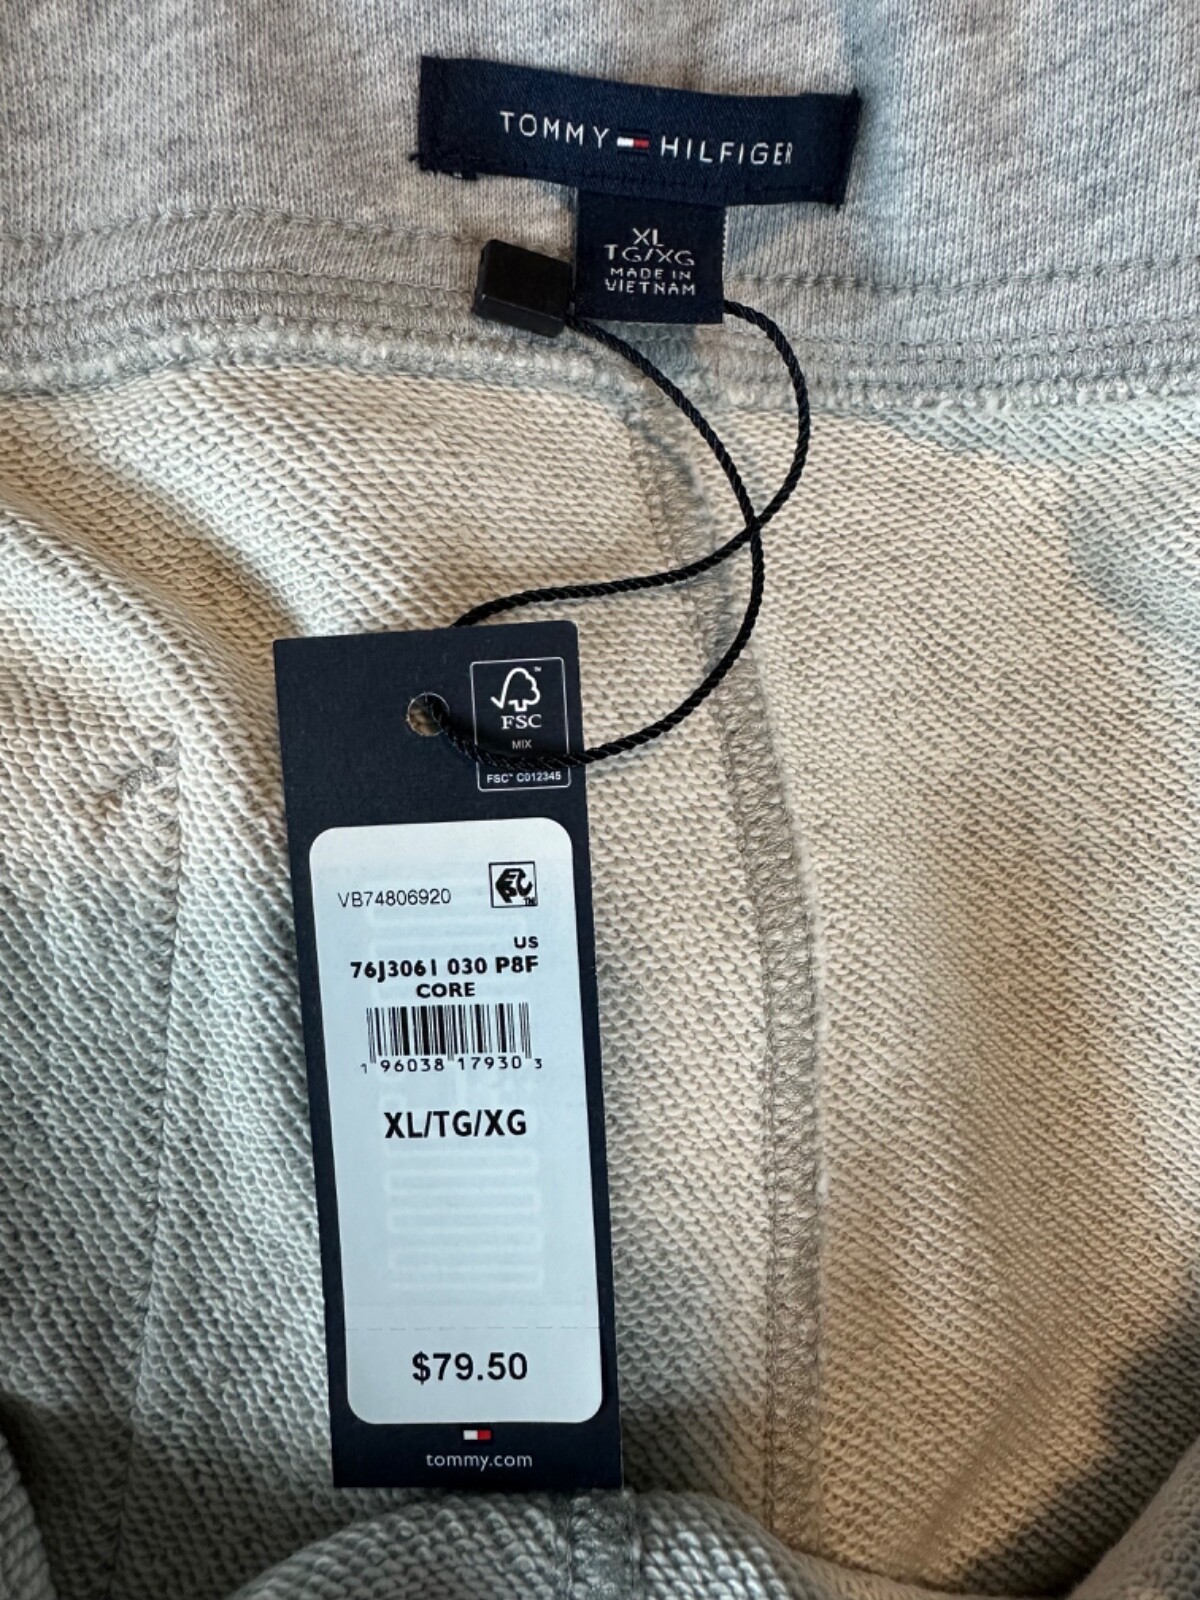 TOMMY HILFIGER
XL
TG/XG
MADE IN
VIETNAM
FSC
MIX
FSC™ C012345
VB74806920
US
76J3061 030 P8F
CORE
1 96038 17930 3
XL/TG/XG
$79.50
tommy.com